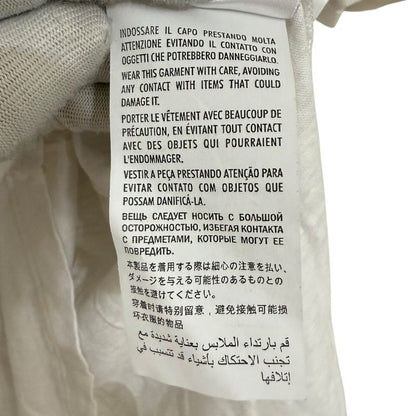 INDOSSARE IL CAPO PRESTANDO MOLTA
ATTENZIONE EVITANDO IL CONTATTO CON
OGGETTI CHE POTREBBERO DANNEGGIARLO.
WEAR THIS GARMENT WITH CARE, AVOIDING
ANY CONTACT WITH ITEMS THAT COULD
DAMAGE IT.
PORTER LE VÊTEMENT AVEC BEAUCOUP DE
PRÉCAUTION, EN ÉVITANT TOUT CONTACT
AVEC DES OBJETS QUI POURRAIENT
L'ENDOMMAGER.
VESTIR A PEÇA PRESTANDO ATENÇÃO PARA
EVITAR CONTATO COM OBJETOS QUE
POSSAM DANIFICÁ-LA.
ВЕЩЬ СЛЕДУЕТ НОСИТЬ С БОЛЬШОЙ
ОСТОРОЖНОСТЬЮ, ИЗБЕГАЯ КОНТАКТА
С ПРЕДМЕТАМИ, КОТОРЫЕ МОГУТ ЕЕ
ПОВРЕДИТЬ.
本製品を着用する際は細心の注意を払い、
ダメージを与える可能性のあるものとの
接触を避けてください。
穿着时请特别留意，避免接触可能损
坏衣服的物品。
قم بارتداء الملابس بعناية شديدة مع
تجنب الاحتكاك بأشياء قد تتسبب في
إتلافها